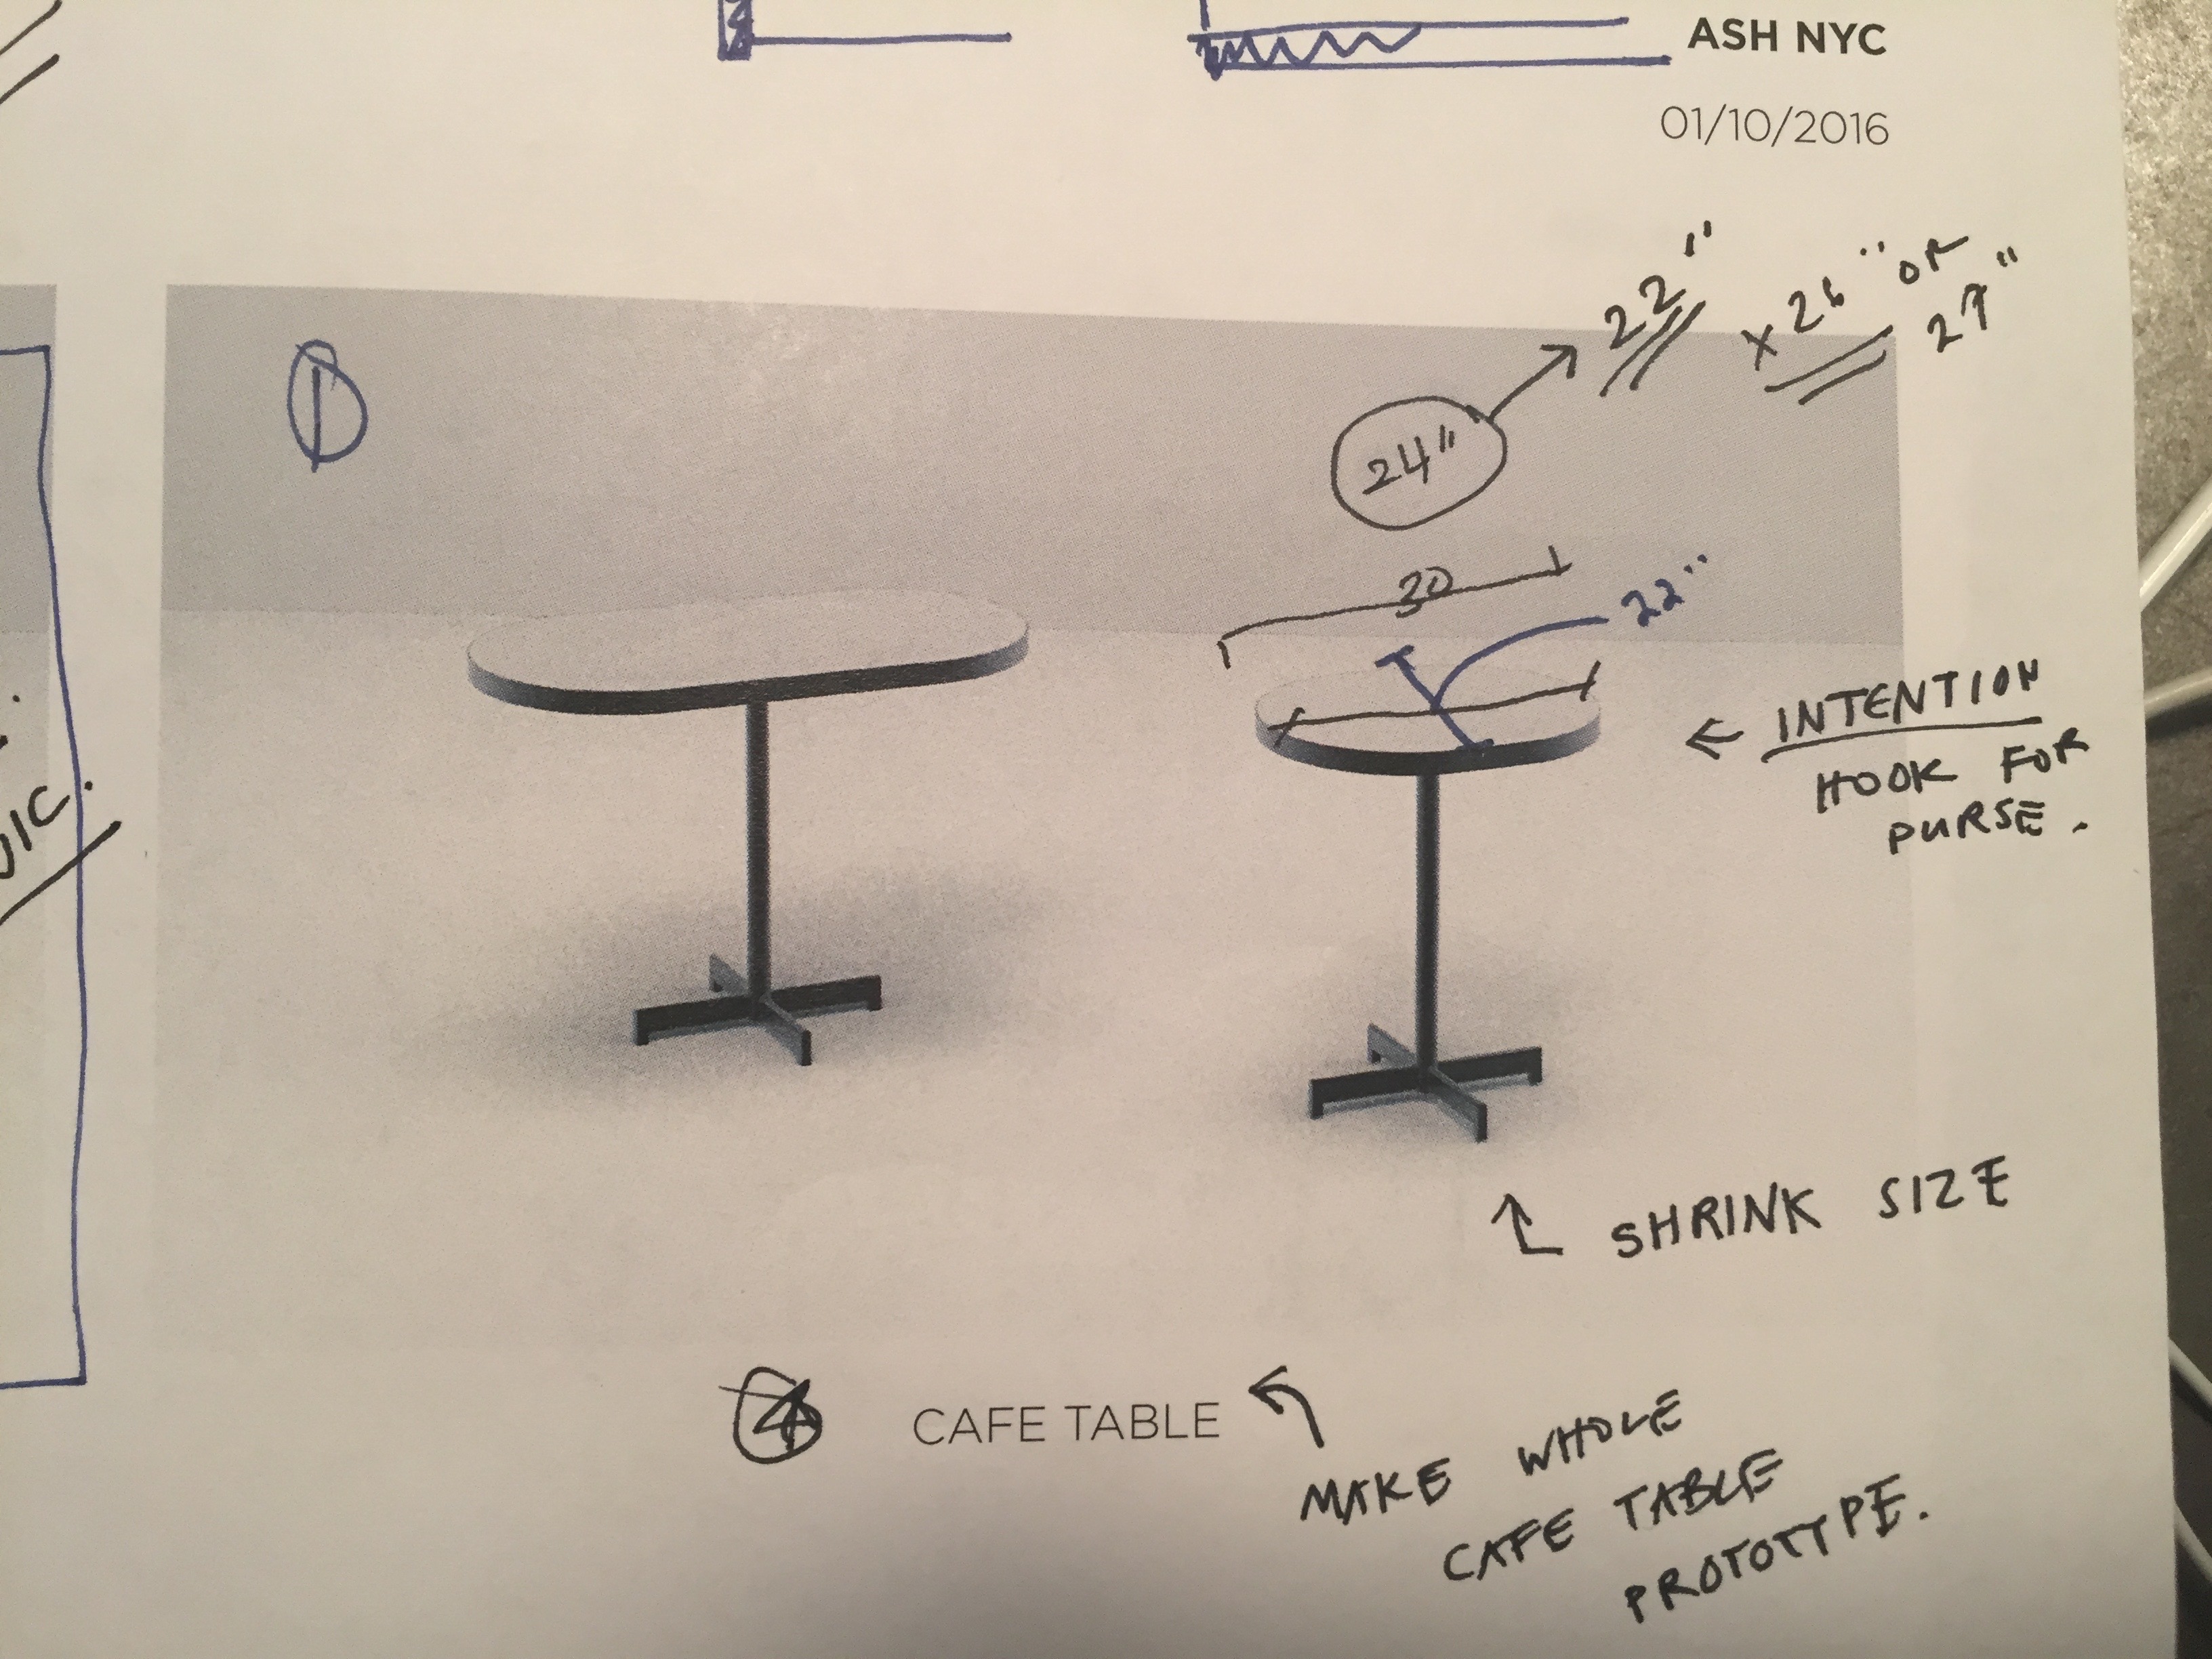 ASH NYC
01/10/2016
1
22"
x 26" or
27"
24"
30
22"
← INTENTION
HOOK FOR
PURSE.
SHRINK SIZE
4 CAFE TABLE
MAKE WHOLE
CAFE TABLE
PROTOTYPE.